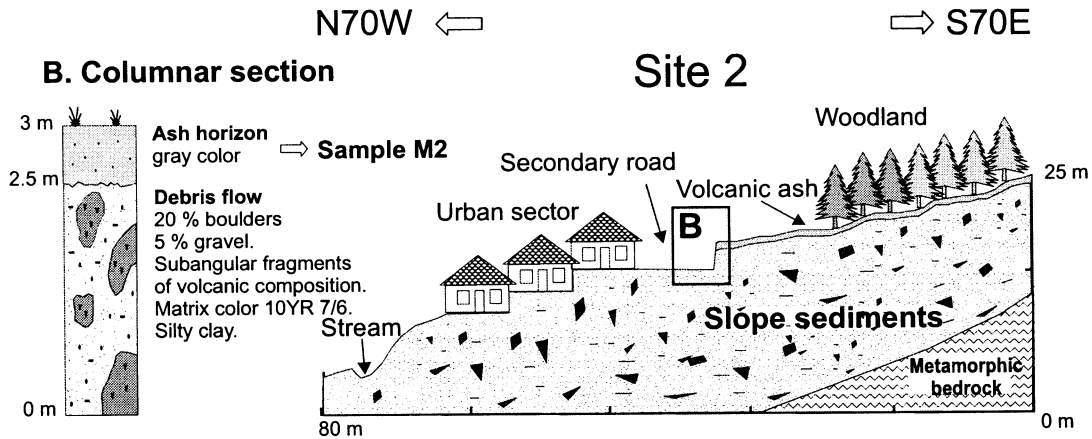 N70W
S70E
B. Columnar section
Site 2
3 m
Ash horizon
gray color
Sample M2
2.5 m
Debris flow
20 % boulders
5 % gravel.
Subangular fragments
of volcanic composition.
Matrix color 10YR 7/6.
Silty clay.
0 m
Woodland
Secondary road
Volcanic ash
25 m
Urban sector
B
Stream
Slope sediments
Metamorphic
bedrock
80 m
0 m